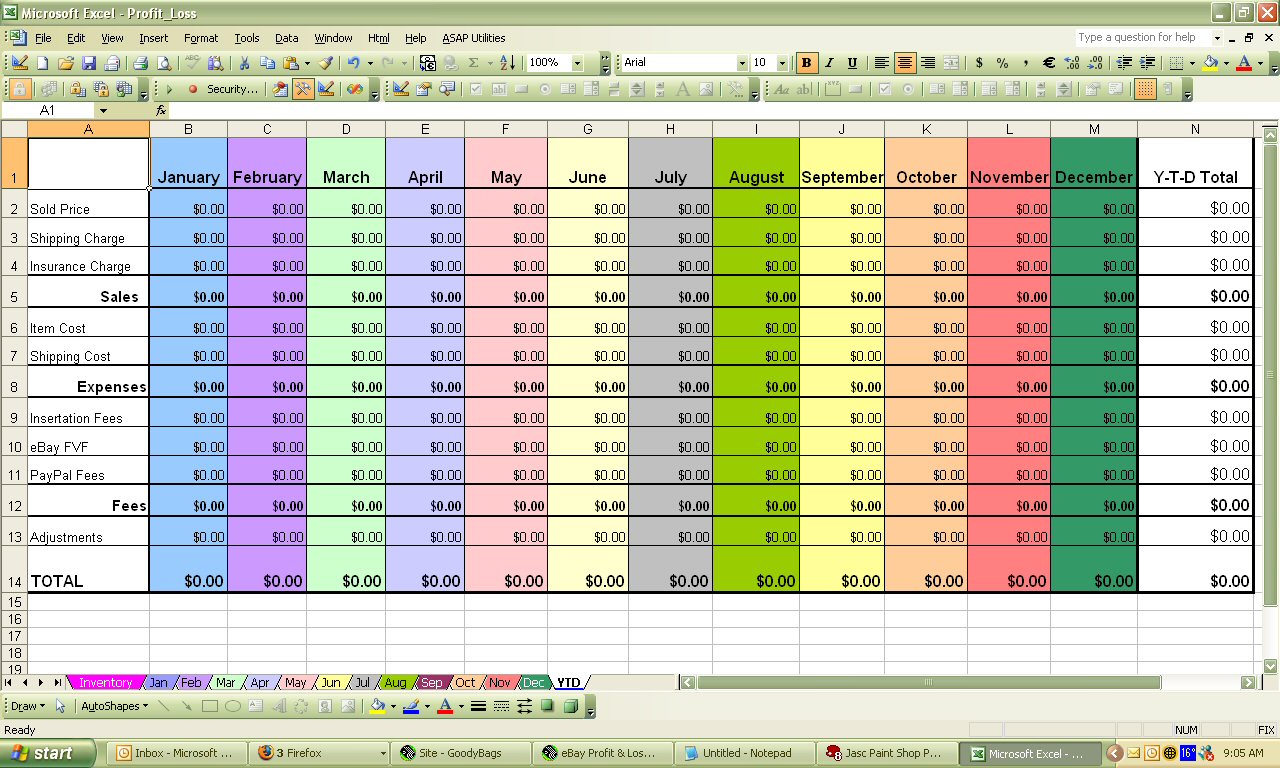 Microsoft Excel - Profit_Loss
File Edit View Insert Format Tools Data Window Html Help ASAP Utilities Type a question for help
100% Arial 10 B I U $ % , €
Security...
A1 fx
A B C D E F G H I J K L M N
1 January February March April May June July August September October November December Y-T-D Total
2 Sold Price $0.00 $0.00 $0.00 $0.00 $0.00 $0.00 $0.00 $0.00 $0.00 $0.00 $0.00 $0.00 $0.00
3 Shipping Charge $0.00 $0.00 $0.00 $0.00 $0.00 $0.00 $0.00 $0.00 $0.00 $0.00 $0.00 $0.00 $0.00
4 Insurance Charge $0.00 $0.00 $0.00 $0.00 $0.00 $0.00 $0.00 $0.00 $0.00 $0.00 $0.00 $0.00 $0.00
5 Sales $0.00 $0.00 $0.00 $0.00 $0.00 $0.00 $0.00 $0.00 $0.00 $0.00 $0.00 $0.00 $0.00
6 Item Cost $0.00 $0.00 $0.00 $0.00 $0.00 $0.00 $0.00 $0.00 $0.00 $0.00 $0.00 $0.00 $0.00
7 Shipping Cost $0.00 $0.00 $0.00 $0.00 $0.00 $0.00 $0.00 $0.00 $0.00 $0.00 $0.00 $0.00 $0.00
8 Expenses $0.00 $0.00 $0.00 $0.00 $0.00 $0.00 $0.00 $0.00 $0.00 $0.00 $0.00 $0.00 $0.00
9 Insertation Fees $0.00 $0.00 $0.00 $0.00 $0.00 $0.00 $0.00 $0.00 $0.00 $0.00 $0.00 $0.00 $0.00
10 eBay FVF $0.00 $0.00 $0.00 $0.00 $0.00 $0.00 $0.00 $0.00 $0.00 $0.00 $0.00 $0.00 $0.00
11 PayPal Fees $0.00 $0.00 $0.00 $0.00 $0.00 $0.00 $0.00 $0.00 $0.00 $0.00 $0.00 $0.00 $0.00
12 Fees $0.00 $0.00 $0.00 $0.00 $0.00 $0.00 $0.00 $0.00 $0.00 $0.00 $0.00 $0.00 $0.00
13 Adjustments $0.00 $0.00 $0.00 $0.00 $0.00 $0.00 $0.00 $0.00 $0.00 $0.00 $0.00 $0.00 $0.00
14 TOTAL $0.00 $0.00 $0.00 $0.00 $0.00 $0.00 $0.00 $0.00 $0.00 $0.00 $0.00 $0.00 $0.00
15
16
17
18
19
Inventory Jan Feb Mar Apr May Jun Jul Aug Sep Oct Nov Dec YTD
Draw AutoShapes
Ready NUM FIX
start Inbox - Microsoft ... 3 Firefox Site - GoodyBags eBay Profit & Los... Untitled - Notepad Jasc Paint Shop P... Microsoft Excel - ... 16° 9:05 AM